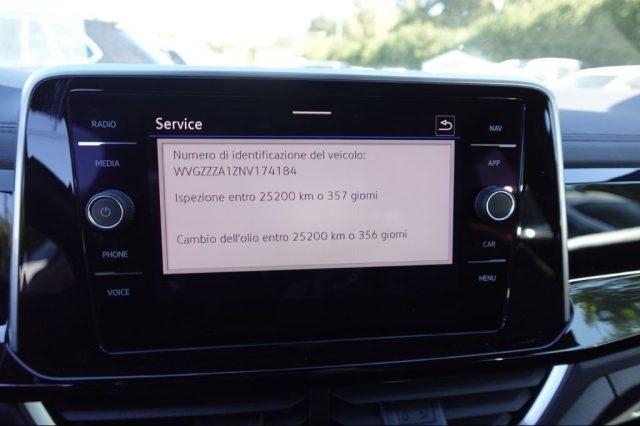 RADIO
MEDIA
PHONE
VOICE
Service
Numero di identificazione del veicolo:
WVGZZZA1ZNV174184
Ispezione entro 25200 km o 357 giorni
Cambio dell'olio entro 25200 km o 356 giorni
NAV
APP
CAR
MENU